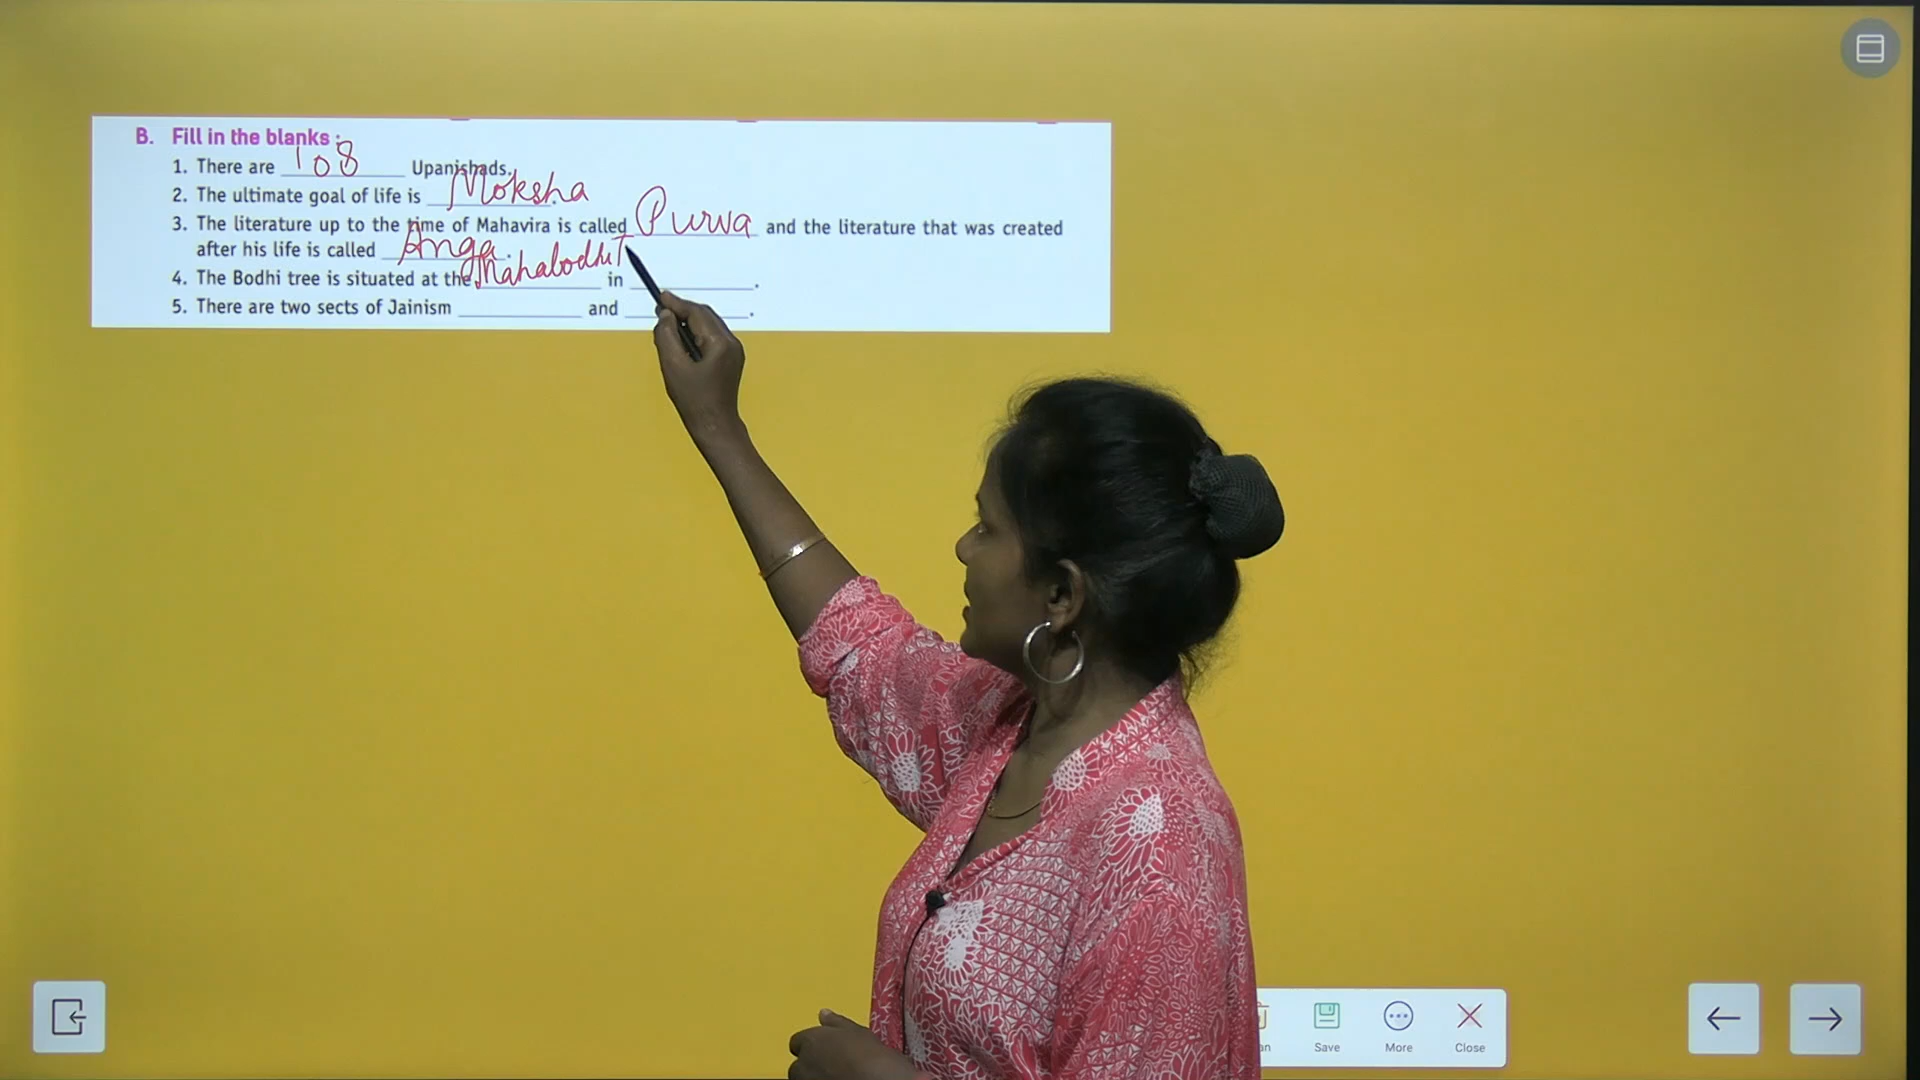 B. Fill in the blanks :
1. There are 108 Upanishads.
2. The ultimate goal of life is Moksha.
3. The literature up to the time of Mahavira is called Purva and the literature that was created
after his life is called Anga.
4. The Bodhi tree is situated at the Mahabodhi T in ____________.
5. There are two sects of Jainism ____________ and ____________.
Save More Close